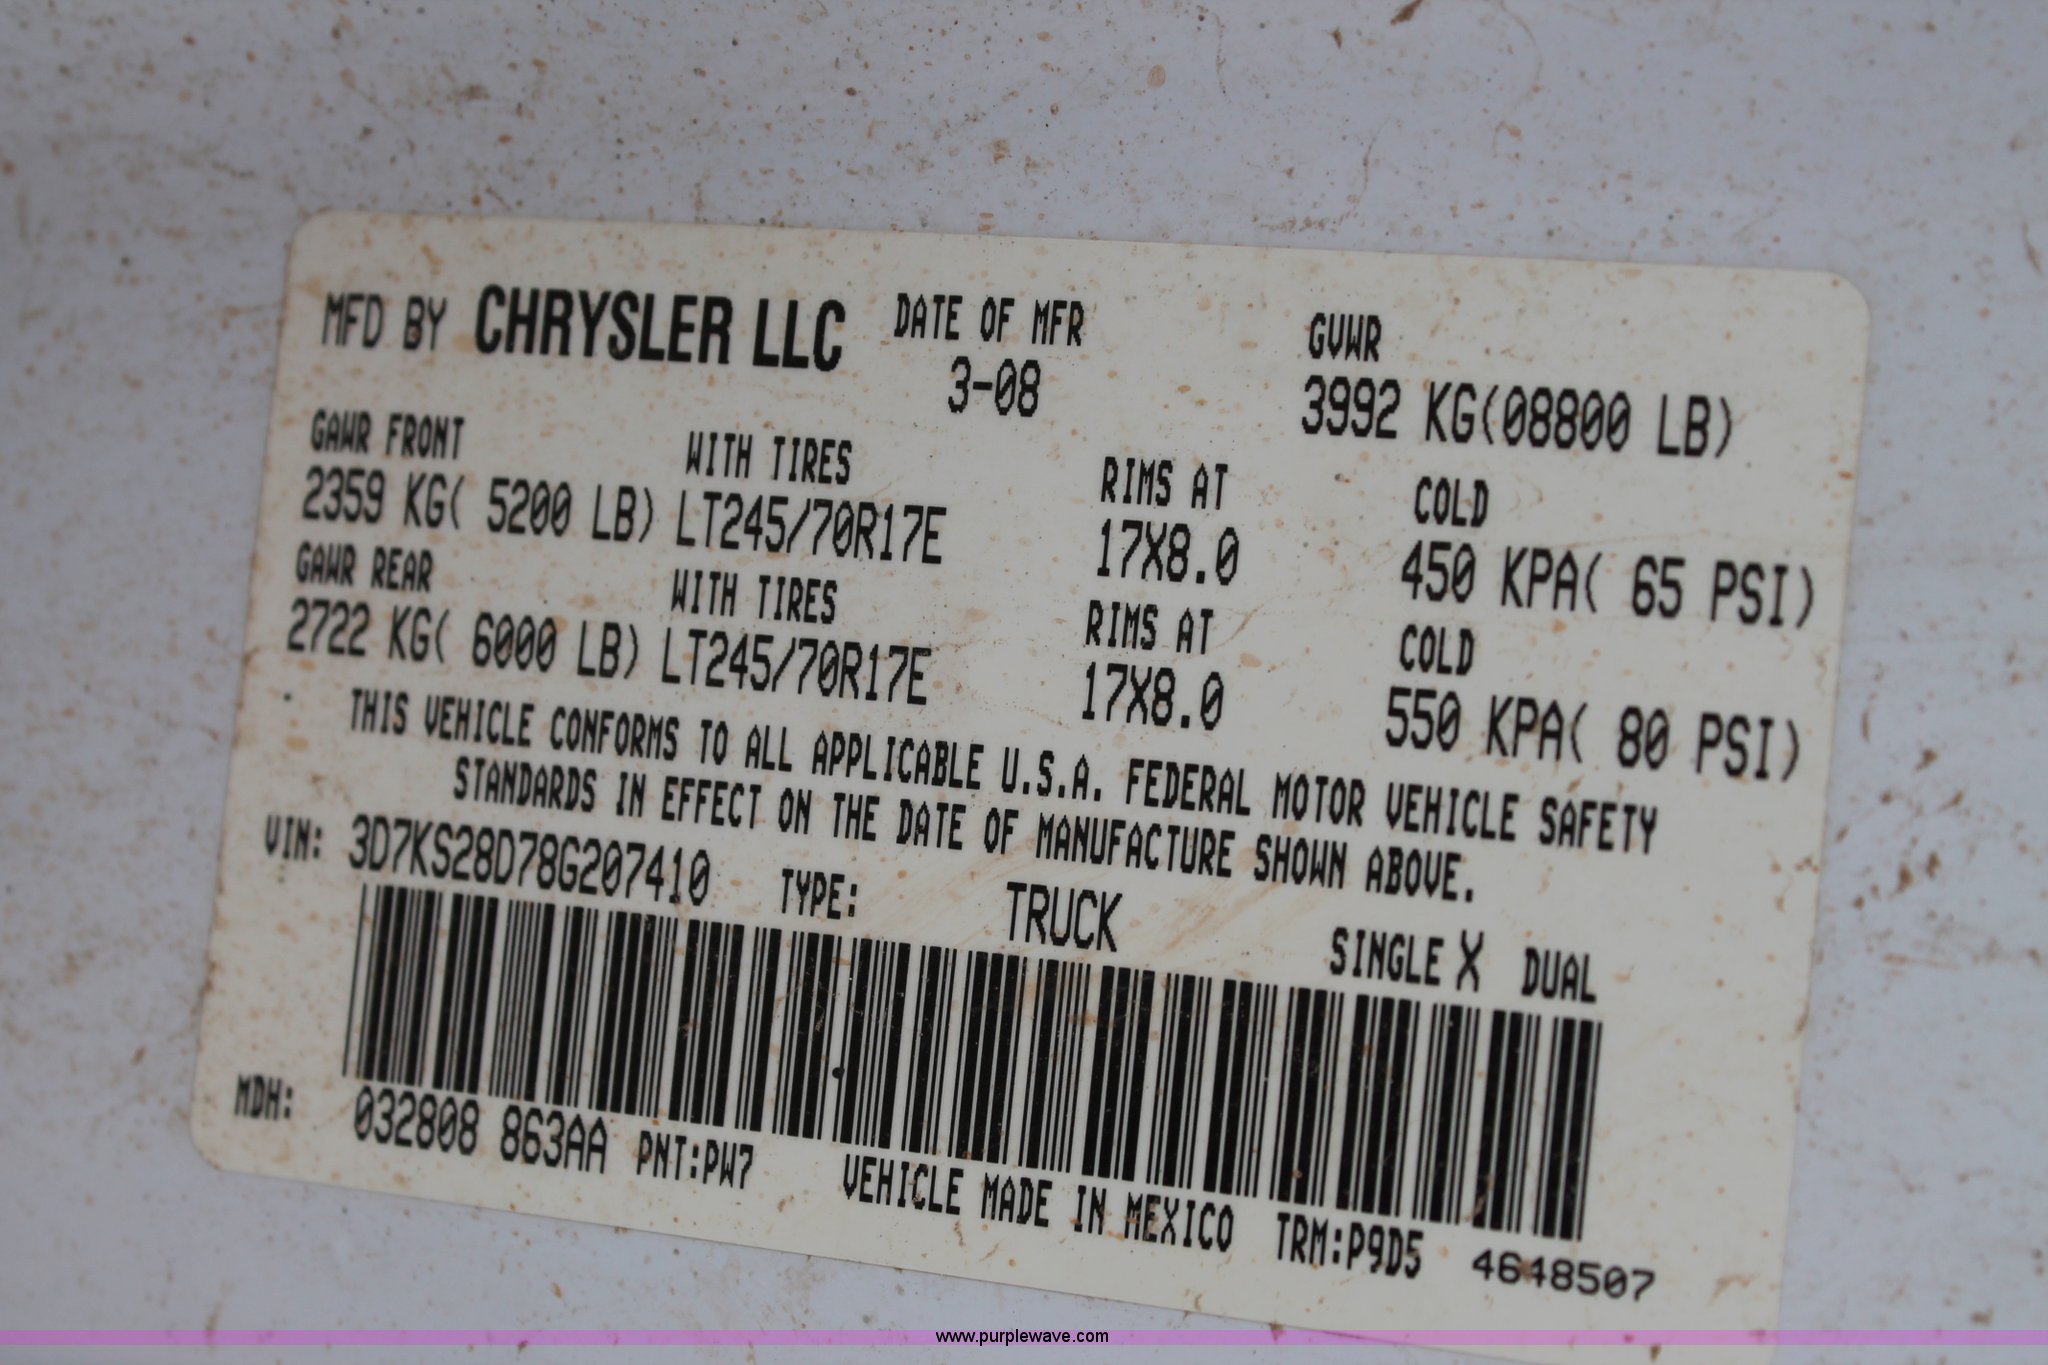 MFD BY CHRYSLER LLC DATE OF MFR GVWR
3-08 3992 KG(08800 LB)
GAWR FRONT WITH TIRES RIMS AT COLD
2359 KG( 5200 LB) LT245/70R17E 17X8.0 450 KPA( 65 PSI)
GAWR REAR WITH TIRES RIMS AT COLD
2722 KG( 6000 LB) LT245/70R17E 17X8.0 550 KPA( 80 PSI)
THIS VEHICLE CONFORMS TO ALL APPLICABLE U.S.A. FEDERAL MOTOR VEHICLE SAFETY
STANDARDS IN EFFECT ON THE DATE OF MANUFACTURE SHOWN ABOVE.
VIN: 3D7KS28D78G207410 TYPE: TRUCK SINGLE X DUAL
MDH: 032808 863AA PNT:PW7 VEHICLE MADE IN MEXICO TRM:P9D5 4648507
www.purplewave.com